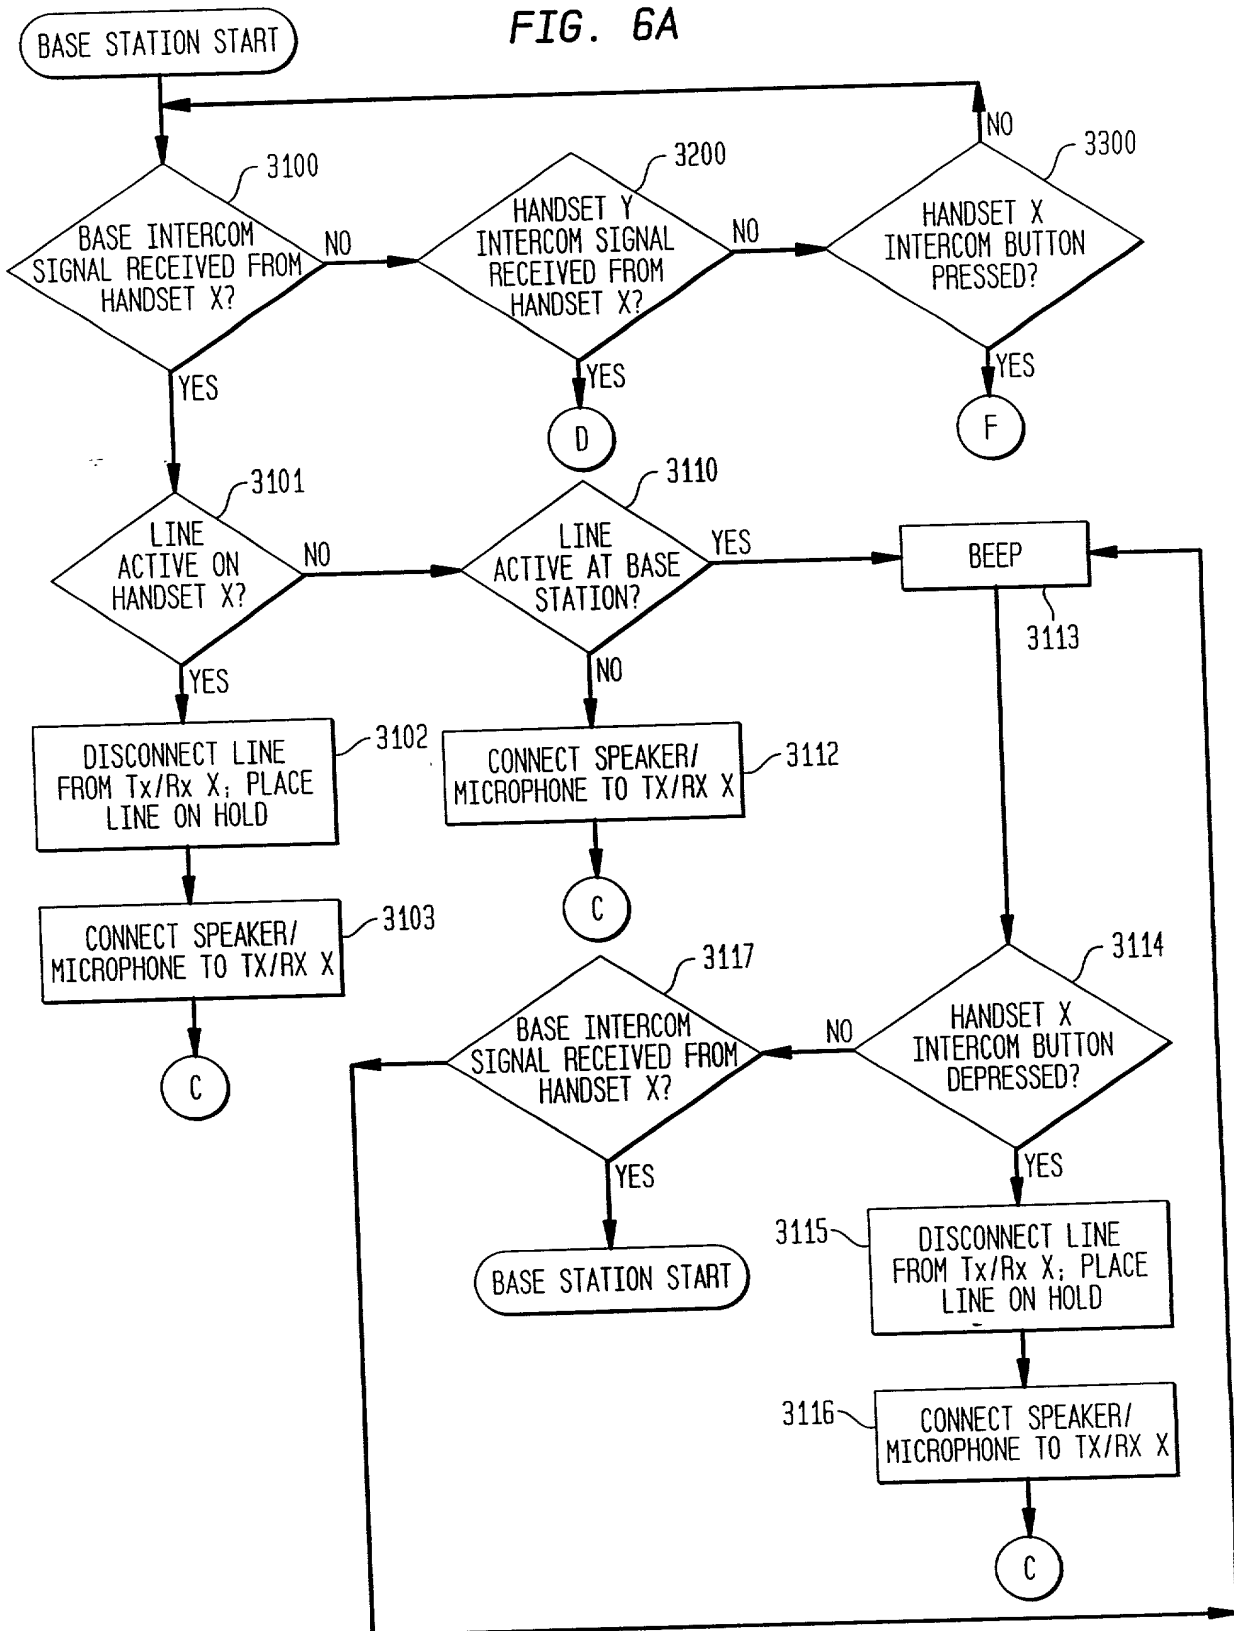 FIG. 6A
BASE STATION START
NO
3100
3200
3300
BASE INTERCOM
SIGNAL RECEIVED FROM
HANDSET X?
NO
HANDSET Y
INTERCOM SIGNAL
RECEIVED FROM
HANDSET X?
NO
HANDSET X
INTERCOM BUTTON
PRESSED?
YES
YES
YES
D
F
3101
3110
LINE
ACTIVE ON
HANDSET X?
NO
LINE
ACTIVE AT BASE
STATION?
YES
BEEP
3113
YES
NO
DISCONNECT LINE
FROM Tx/Rx X; PLACE
LINE ON HOLD
3102
CONNECT SPEAKER/
MICROPHONE TO TX/RX X
3112
C
CONNECT SPEAKER/
MICROPHONE TO TX/RX X
3103
C
3117
BASE INTERCOM
SIGNAL RECEIVED FROM
HANDSET X?
NO
3114
HANDSET X
INTERCOM BUTTON
DEPRESSED?
YES
YES
BASE STATION START
3115
DISCONNECT LINE
FROM Tx/Rx X; PLACE
LINE ON HOLD
3116
CONNECT SPEAKER/
MICROPHONE TO TX/RX X
C